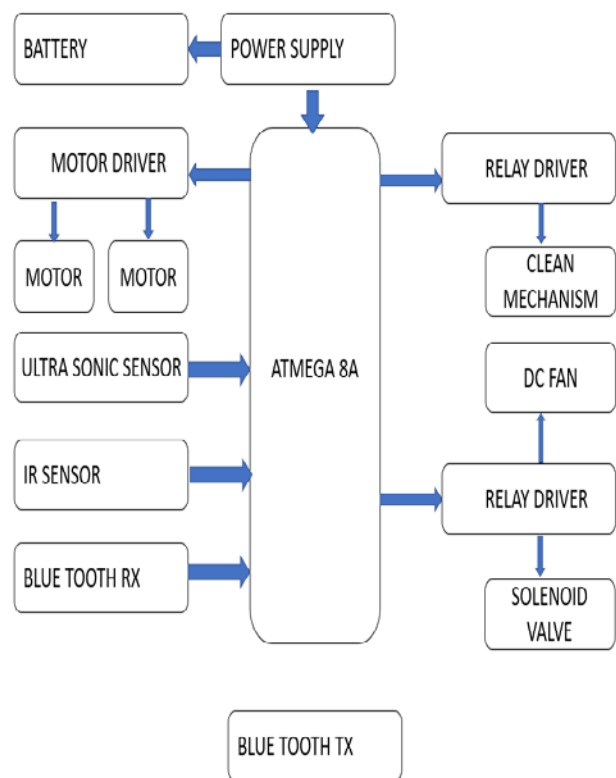 BATTERY
POWER SUPPLY
MOTOR DRIVER
RELAY DRIVER
MOTOR
MOTOR
CLEAN
MECHANISM
ULTRA SONIC SENSOR
ATMEGA 8A
DC FAN
IR SENSOR
RELAY DRIVER
BLUE TOOTH RX
SOLENOID
VALVE
BLUE TOOTH TX